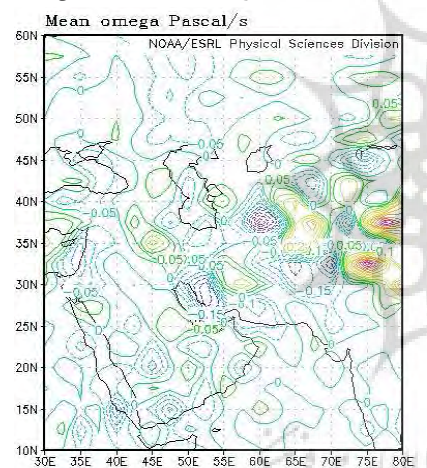 Mean omega Pascal/s
NOAA/ESRL Physical Sciences Division
60N
55N
50N
45N
40N
35N
30N
25N
20N
15N
10N
30E 35E 40E 45E 50E 55E 60E 65E 70E 75E 80E